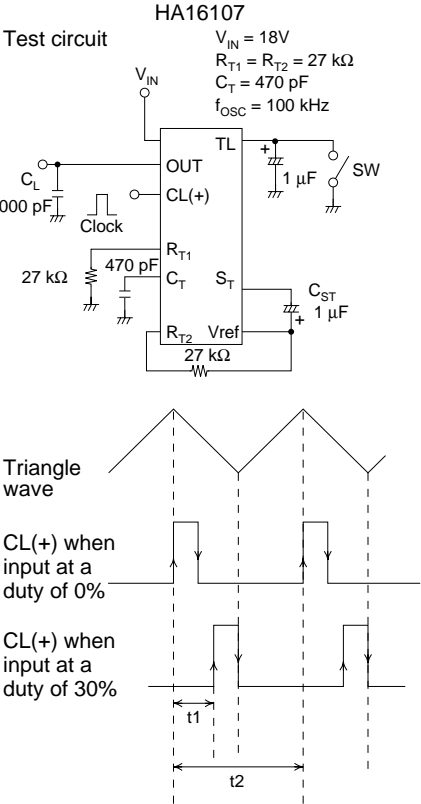 HA16107
Test circuit
V_IN = 18V
R_T1 = R_T2 = 27 kΩ
C_T = 470 pF
f_OSC = 100 kHz
V_IN
TL
+
1 μF
SW
OUT
C_L
000 pF
CL(+)
Clock
R_T1
27 kΩ
470 pF
C_T
S_T
C_ST
1 μF
+
R_T2
Vref
27 kΩ
Triangle
wave
CL(+) when
input at a
duty of 0%
CL(+) when
input at a
duty of 30%
t1
t2